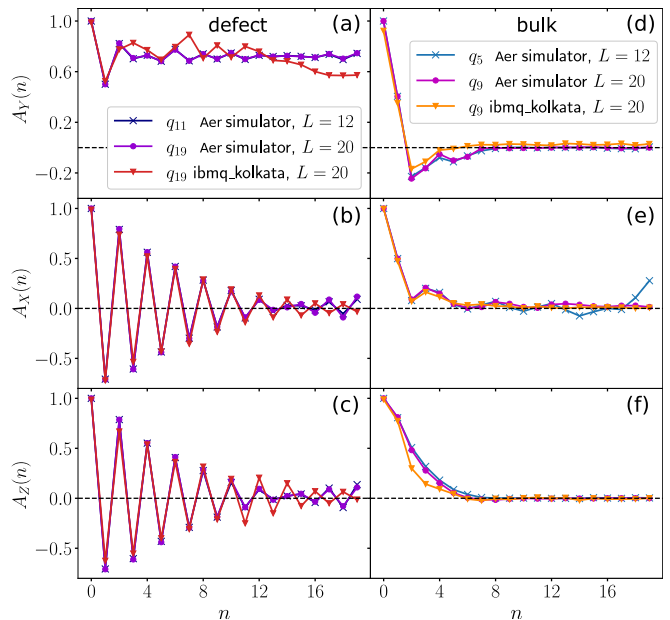 defect
bulk
(a)
(d)
1.0
0.6
0.2
−0.2
A_Y(n)
q_11 Aer simulator, L = 12
q_19 Aer simulator, L = 20
q_19 ibmq_kolkata, L = 20
q_5 Aer simulator, L = 12
q_9 Aer simulator L = 20
q_9 ibmq_kolkata, L = 20
(b)
(e)
1.0
0.5
0.0
−0.5
A_X(n)
(c)
(f)
1.0
0.5
0.0
−0.5
A_Z(n)
0 4 8 12 16
0 4 8 12 16
n
n